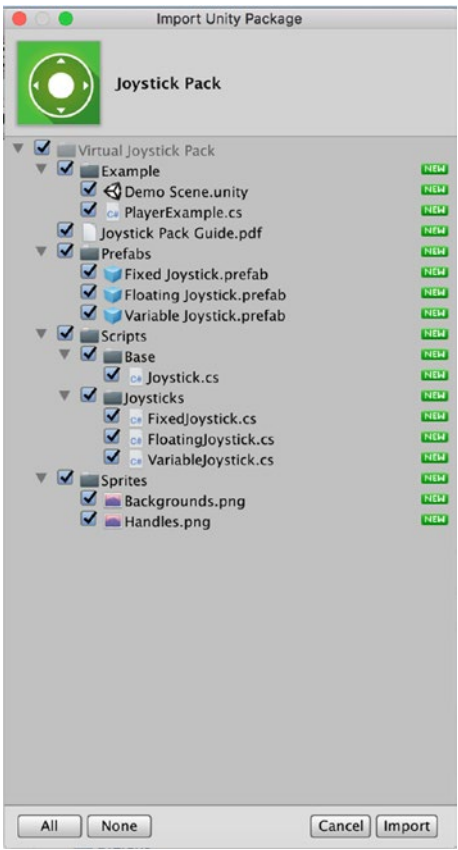 Import Unity Package
Joystick Pack
Virtual Joystick Pack
Example NEW
Demo Scene.unity NEW
C# PlayerExample.cs NEW
Joystick Pack Guide.pdf NEW
Prefabs NEW
Fixed Joystick.prefab NEW
Floating Joystick.prefab NEW
Variable Joystick.prefab NEW
Scripts NEW
Base NEW
C# Joystick.cs NEW
Joysticks NEW
C# FixedJoystick.cs NEW
C# FloatingJoystick.cs NEW
C# VariableJoystick.cs NEW
Sprites NEW
Backgrounds.png NEW
Handles.png NEW
All None Cancel Import